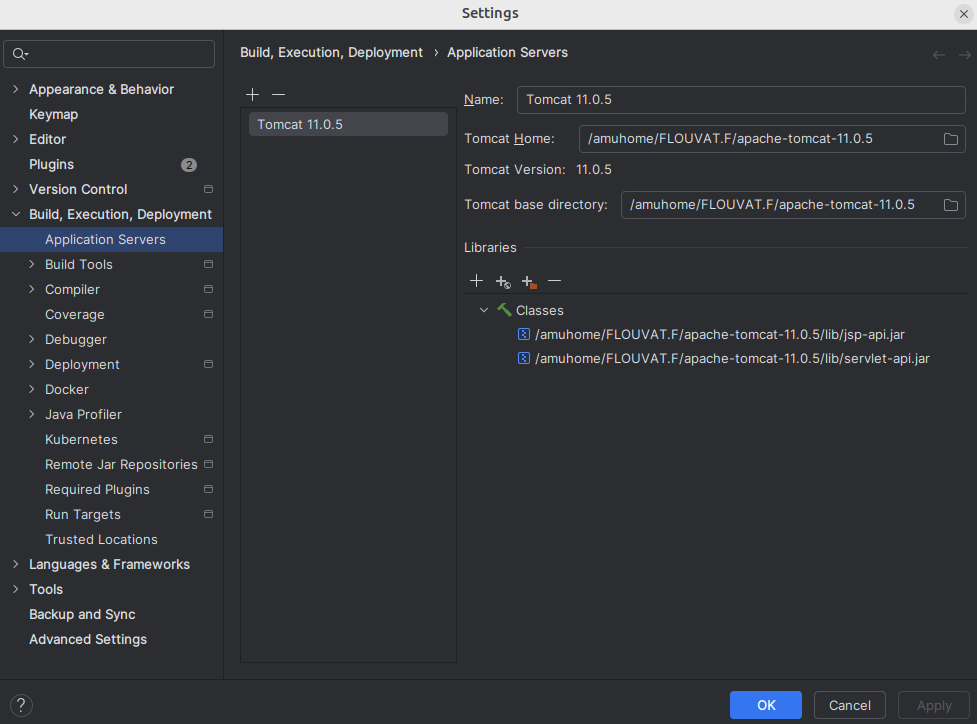 Settings
Appearance & Behavior
Keymap
Editor
Plugins 2
Version Control
Build, Execution, Deployment
Application Servers
Build Tools
Compiler
Coverage
Debugger
Deployment
Docker
Java Profiler
Kubernetes
Remote Jar Repositories
Required Plugins
Run Targets
Trusted Locations
Languages & Frameworks
Tools
Backup and Sync
Advanced Settings
Build, Execution, Deployment › Application Servers
Tomcat 11.0.5
Name: Tomcat 11.0.5
Tomcat Home: /amuhome/FLOUVAT.F/apache-tomcat-11.0.5
Tomcat Version: 11.0.5
Tomcat base directory: /amuhome/FLOUVAT.F/apache-tomcat-11.0.5
Libraries
Classes
/amuhome/FLOUVAT.F/apache-tomcat-11.0.5/lib/jsp-api.jar
/amuhome/FLOUVAT.F/apache-tomcat-11.0.5/lib/servlet-api.jar
?
OK
Cancel
Apply